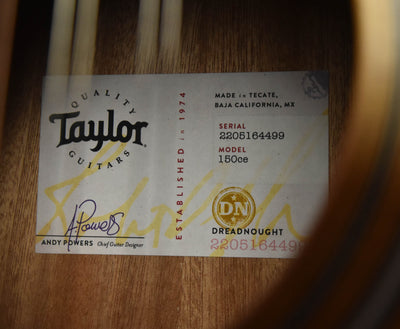 QUALITY
Taylor
GUITARS
ESTABLISHED in 1974
A. Powers
ANDY POWERS Chief Guitar Designer
MADE IN TECATE,
BAJA CALIFORNIA, MX
SERIAL
2205164499
MODEL
150ce
DN
DREADNOUGHT
2205164499